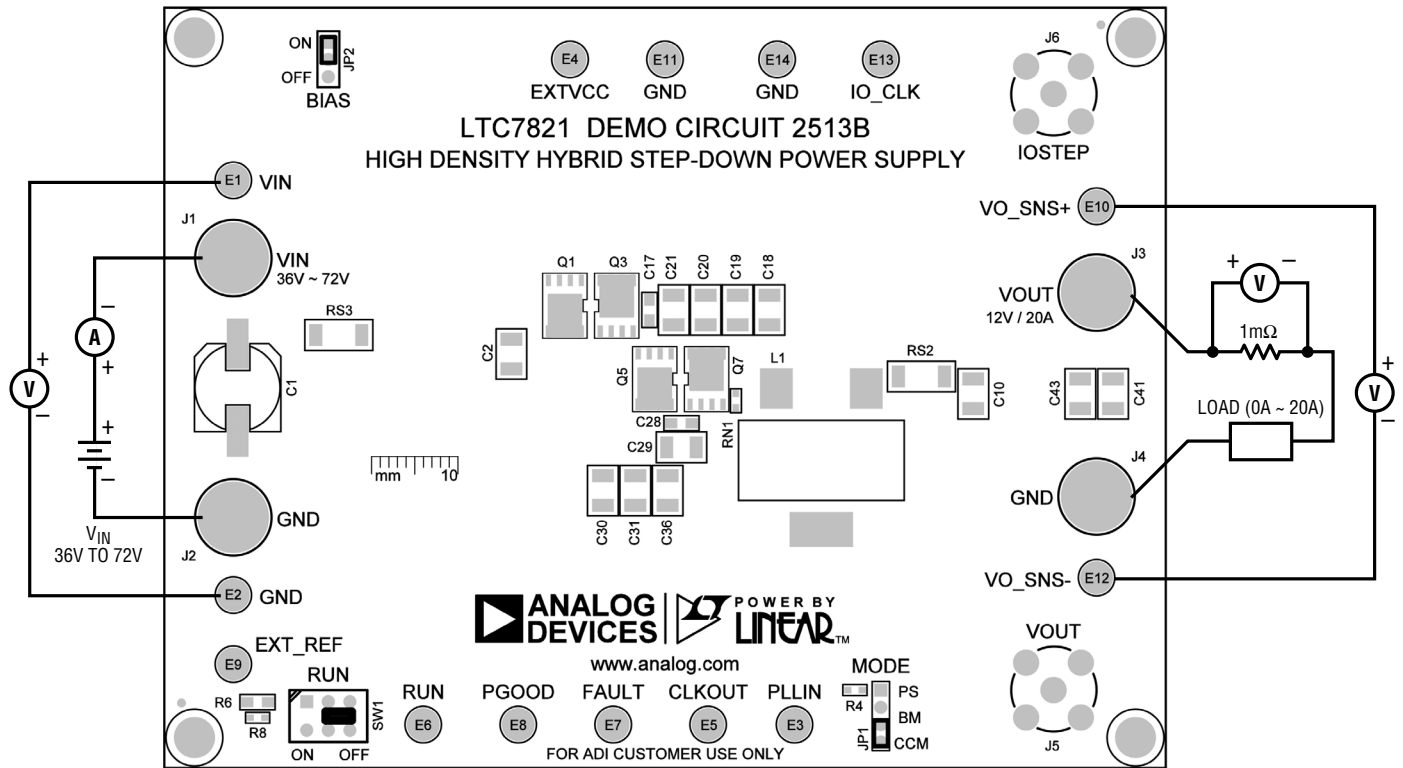 ON
OFF
JP2
BIAS
E4
EXTVCC
E11
GND
E14
GND
E13
IO_CLK
J6
IOSTEP
LTC7821 DEMO CIRCUIT 2513B
HIGH DENSITY HYBRID STEP-DOWN POWER SUPPLY
E1
VIN
J1
VIN
36V ~ 72V
VO_SNS+
E10
J3
VOUT
12V / 20A
+
−
V
1mΩ
LOAD (0A ~ 20A)
+
V
−
−
A
+
+
−
+
V
−
VIN
36V TO 72V
RS3
C1
C2
Q1
Q3
C17
C21
C20
C19
C18
Q5
Q7
L1
RS2
C10
C43
C41
C28
C29
RN1
mm
10
C30
C31
C36
GND
J2
J4
GND
E2
GND
VO_SNS-
E12
EXT_REF
E9
ANALOG
DEVICES
POWER BY
LINEAR™
www.analog.com
VOUT
J5
RUN
R6
R8
SW1
ON
OFF
RUN
E6
PGOOD
E8
FAULT
E7
CLKOUT
E5
PLLIN
E3
MODE
R4
PS
BM
CCM
JP1
FOR ADI CUSTOMER USE ONLY